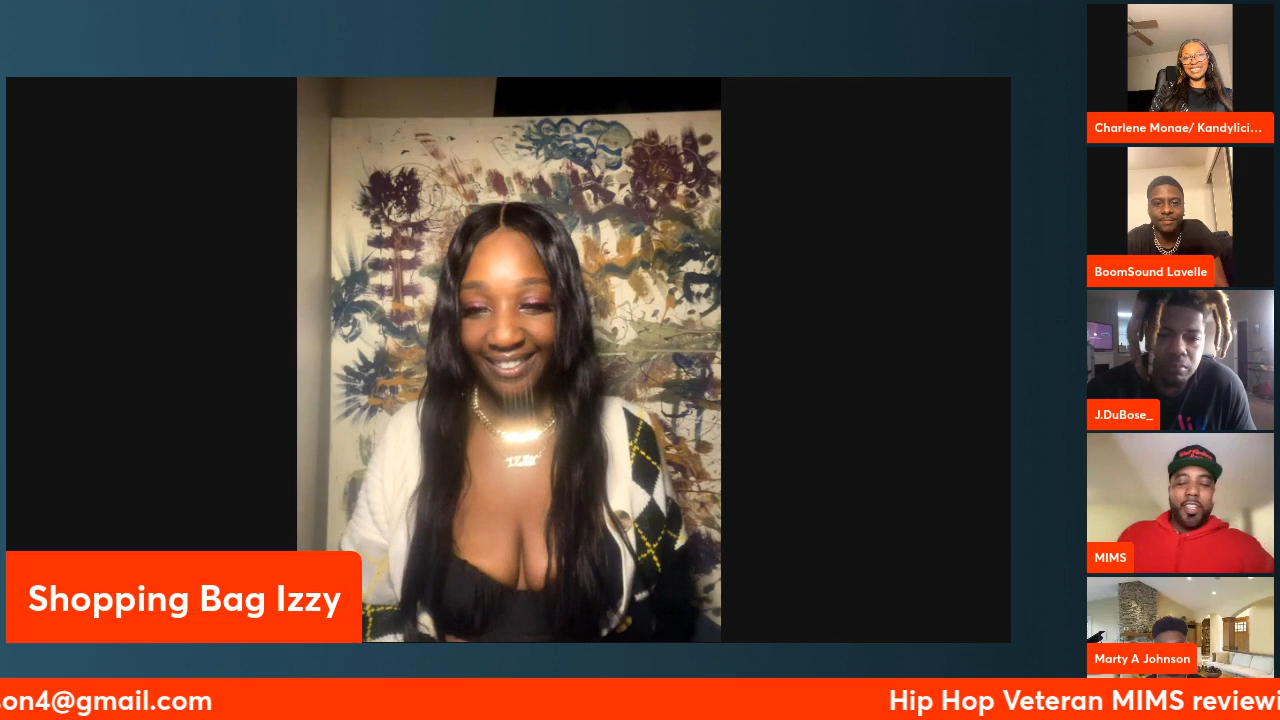 Charlene Monae/ Kandylici...
BoomSound Lavelle
J.DuBose_
MIMS
Marty A Johnson
IZZY
Shopping Bag Izzy
son4@gmail.com
Hip Hop Veteran MIMS reviewi